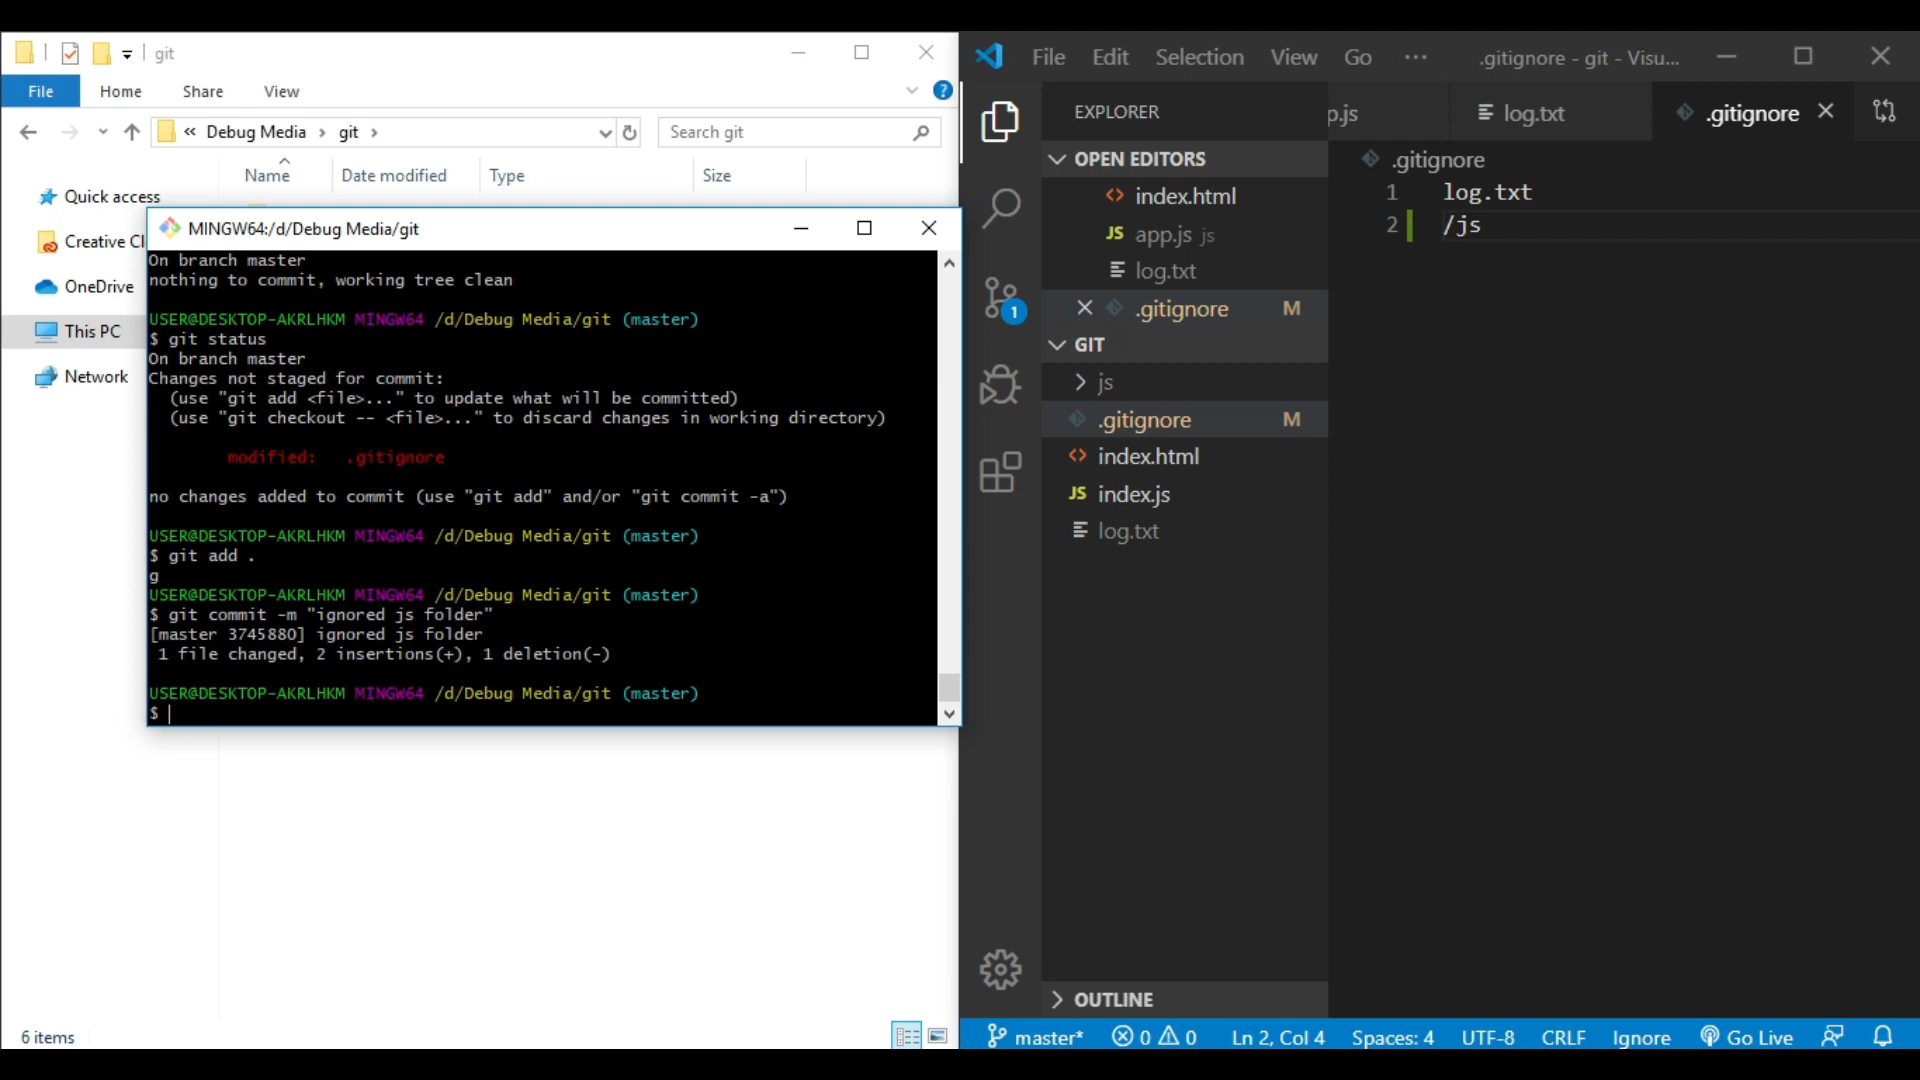 git
File Home Share View
« Debug Media › git ›
Search git
Name Date modified Type Size
Quick access
Creative Cl
OneDrive
This PC
Network
6 items
MINGW64:/d/Debug Media/git
On branch master
nothing to commit, working tree clean
USER@DESKTOP-AKRLHKM MINGW64 /d/Debug Media/git (master)
$ git status
On branch master
Changes not staged for commit:
(use "git add <file>..." to update what will be committed)
(use "git checkout -- <file>..." to discard changes in working directory)
modified: .gitignore
no changes added to commit (use "git add" and/or "git commit -a")
USER@DESKTOP-AKRLHKM MINGW64 /d/Debug Media/git (master)
$ git add .
g
USER@DESKTOP-AKRLHKM MINGW64 /d/Debug Media/git (master)
$ git commit -m "ignored js folder"
[master 3745880] ignored js folder
1 file changed, 2 insertions(+), 1 deletion(-)
USER@DESKTOP-AKRLHKM MINGW64 /d/Debug Media/git (master)
$
File Edit Selection View Go ··· .gitignore - git - Visu...
EXPLORER
OPEN EDITORS
index.html
JS app.js js
log.txt
.gitignore M
GIT
js
.gitignore M
index.html
JS index.js
log.txt
OUTLINE
1
p.js log.txt .gitignore
.gitignore
1 log.txt
2 /js
master* 0 0 Ln 2, Col 4 Spaces: 4 UTF-8 CRLF Ignore Go Live